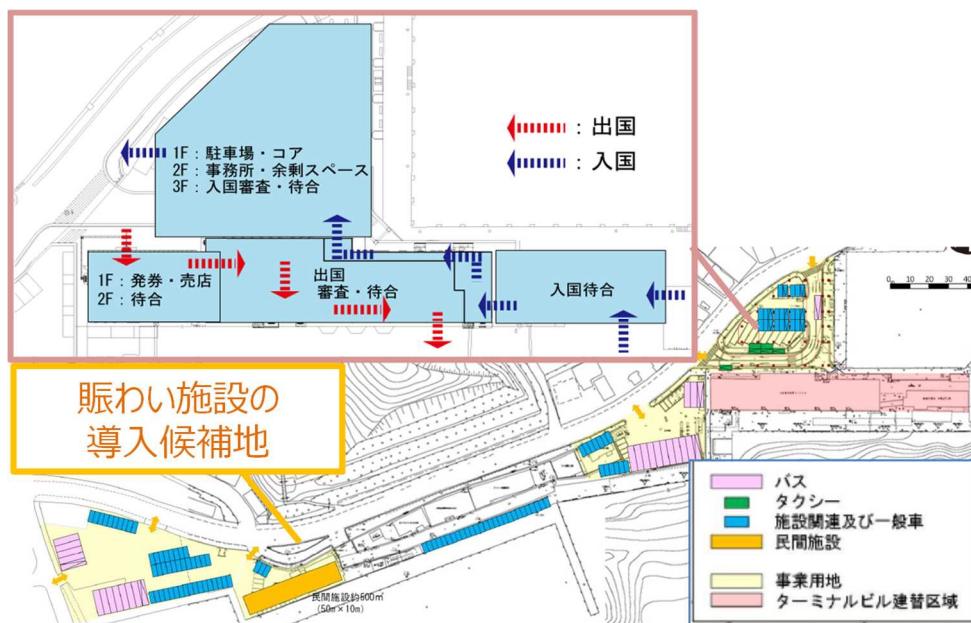 1F：駐車場・コア
2F：事務所・余剰スペース
3F：入国審査・待合
：出国
：入国
1F：発券・売店
2F：待合
出国
審査・待合
入国待合
賑わい施設の
導入候補地
0 10 20 30 40
民間施設約500㎡
(50m×10m)
バス
タクシー
施設関連及び一般車
民間施設
事業用地
ターミナルビル建替区域